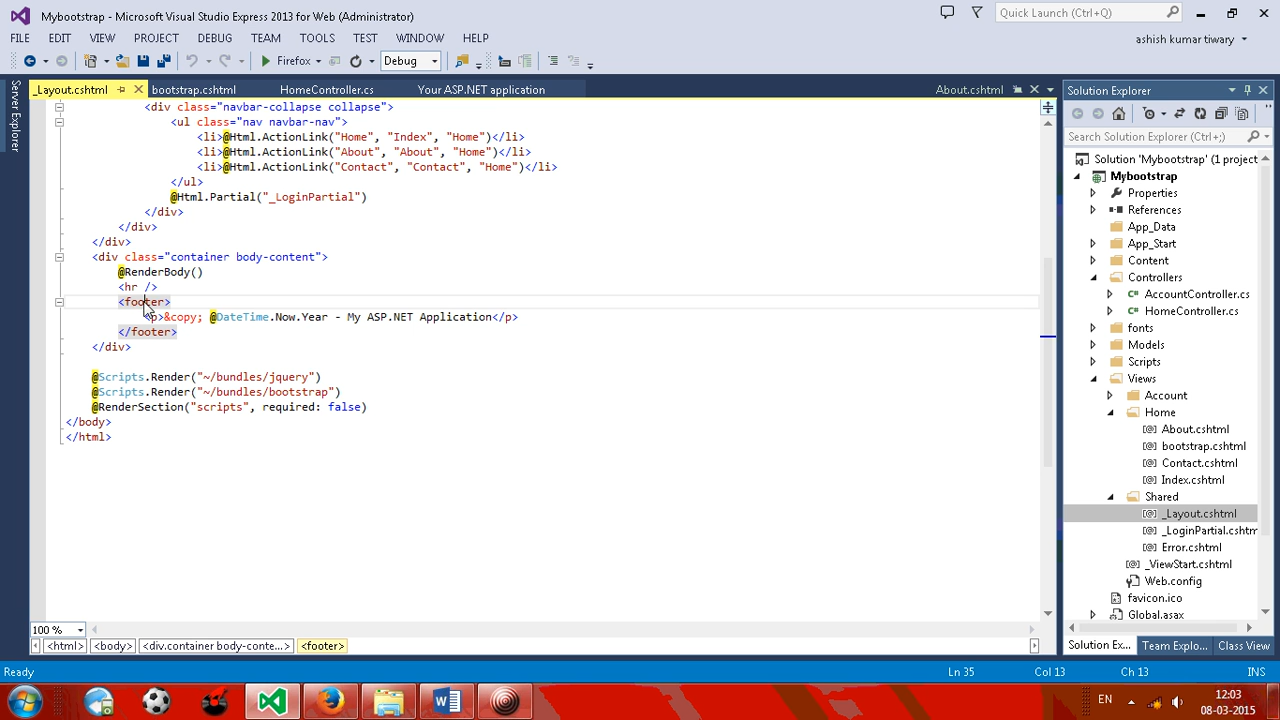 Mybootstrap - Microsoft Visual Studio Express 2013 for Web (Administrator)
Quick Launch (Ctrl+Q)
FILE EDIT VIEW PROJECT DEBUG TEAM TOOLS TEST WINDOW HELP
ashish kumar tiwary
Firefox
Debug
Server Explorer
_Layout.cshtml
bootstrap.cshtml
HomeController.cs
Your ASP.NET application
About.cshtml
<div class="navbar-collapse collapse">
<ul class="nav navbar-nav">
<li>@Html.ActionLink("Home", "Index", "Home")</li>
<li>@Html.ActionLink("About", "About", "Home")</li>
<li>@Html.ActionLink("Contact", "Contact", "Home")</li>
</ul>
@Html.Partial("_LoginPartial")
</div>
</div>
</div>
<div class="container body-content">
@RenderBody()
<hr />
<footer>
<p>&copy; @DateTime.Now.Year - My ASP.NET Application</p>
</footer>
</div>
@Scripts.Render("~/bundles/jquery")
@Scripts.Render("~/bundles/bootstrap")
@RenderSection("scripts", required: false)
</body>
</html>
100 %
<html> <body> <div.container body-conte...> <footer>
Solution Explorer
Search Solution Explorer (Ctrl+;)
Solution 'Mybootstrap' (1 project
Mybootstrap
Properties
References
App_Data
App_Start
Content
Controllers
C# AccountController.cs
C# HomeController.cs
fonts
Models
Scripts
Views
Account
Home
[@] About.cshtml
[@] bootstrap.cshtml
[@] Contact.cshtml
[@] Index.cshtml
Shared
[@] _Layout.cshtml
[@] _LoginPartial.cshtm
[@] Error.cshtml
[@] _ViewStart.cshtml
Web.config
favicon.ico
Global.asax
Solution Ex... Team Explo... Class View
Ready
Ln 35 Col 13 Ch 13 INS
EN
12:03
08-03-2015